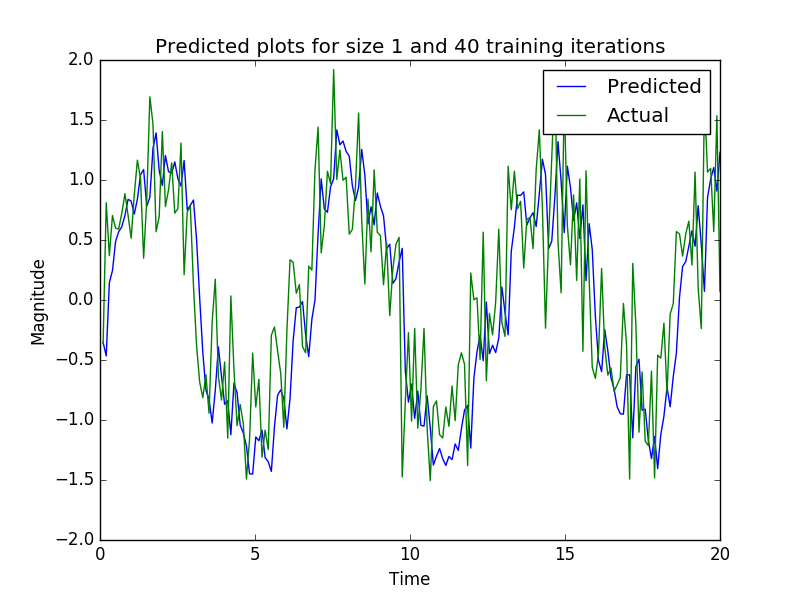 Predicted plots for size 1 and 40 training iterations
2.0
1.5
1.0
0.5
0.0
−0.5
−1.0
−1.5
−2.0
Magnitude
Predicted
Actual
0
5
10
15
20
Time